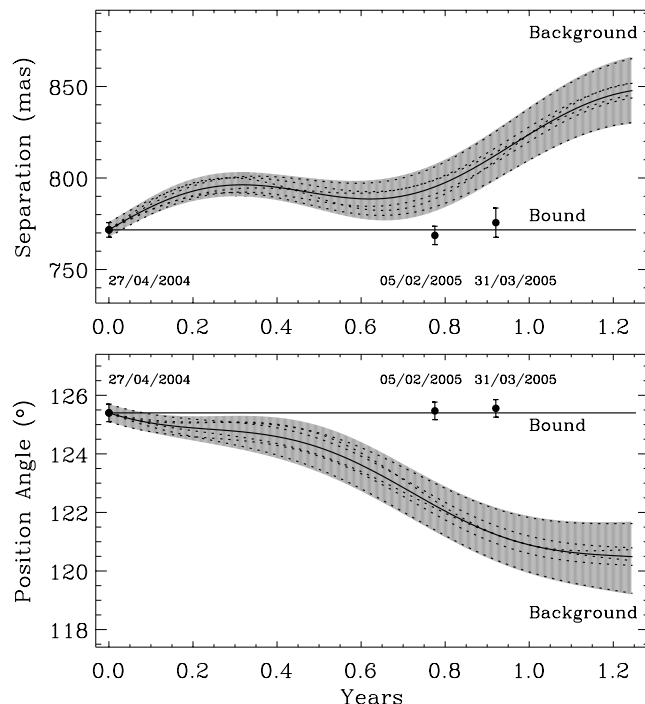 Background
850
800
750
Separation (mas)
Bound
27/04/2004 05/02/2005 31/03/2005
0.0 0.2 0.4 0.6 0.8 1.0 1.2
27/04/2004 05/02/2005 31/03/2005
126
124
122
120
118
Position Angle (°)
Bound
Background
0.0 0.2 0.4 0.6 0.8 1.0 1.2
Years